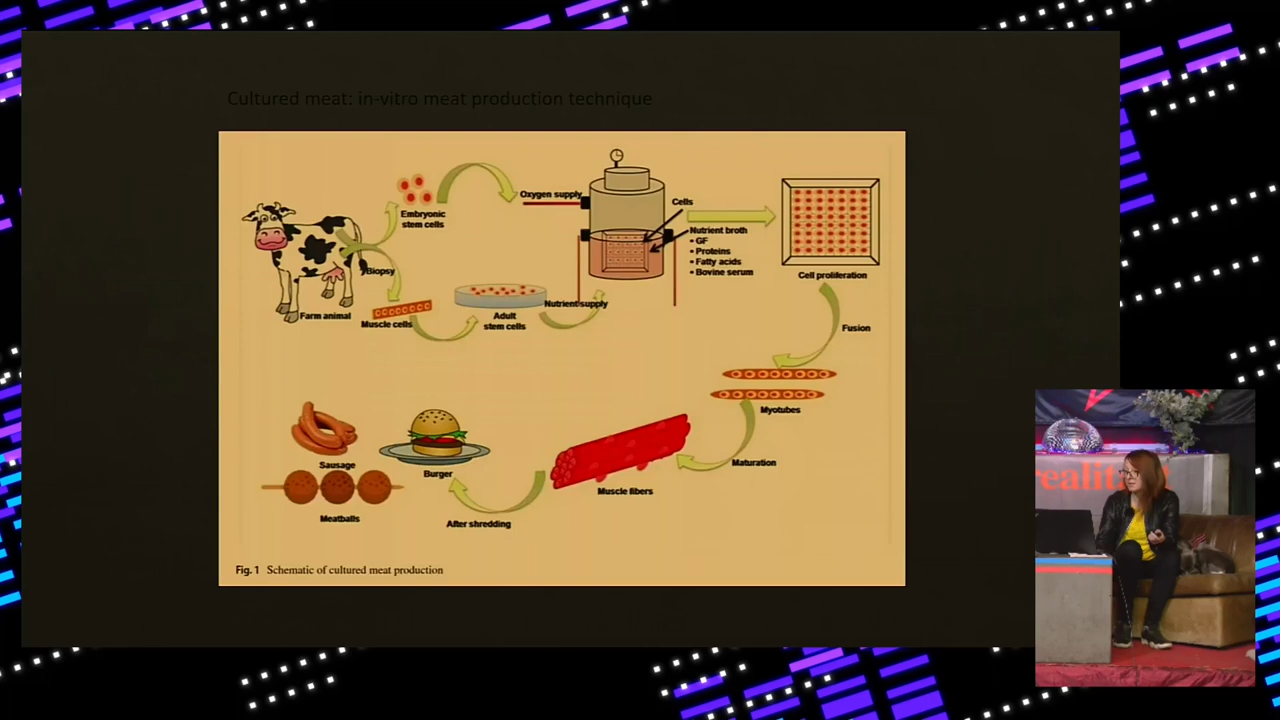 Cultured meat: in-vitro meat production technique
Embryonic
stem cells
Oxygen supply
Cells
Nutrient broth
• GF
• Proteins
• Fatty acids
• Bovine serum
Cell proliferation
Biopsy
Farm animal
Muscle cells
Adult
stem cells
Nutrient supply
Fusion
Myotubes
Maturation
Muscle fibers
After shredding
Burger
Sausage
Meatballs
Fig. 1 Schematic of cultured meat production